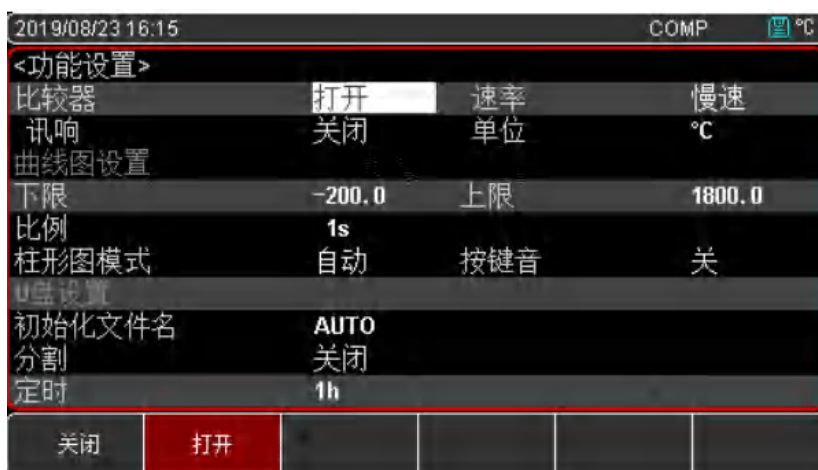 2019/08/23 16:15 COMP ℃
<功能设置>
比较器 打开 速率 慢速
讯响 关闭 单位 ℃
曲线图设置
下限 -200.0 上限 1800.0
比例 1s
柱形图模式 自动 按键音 关
U盘设置
初始化文件名 AUTO
分割 关闭
定时 1h
关闭 打开